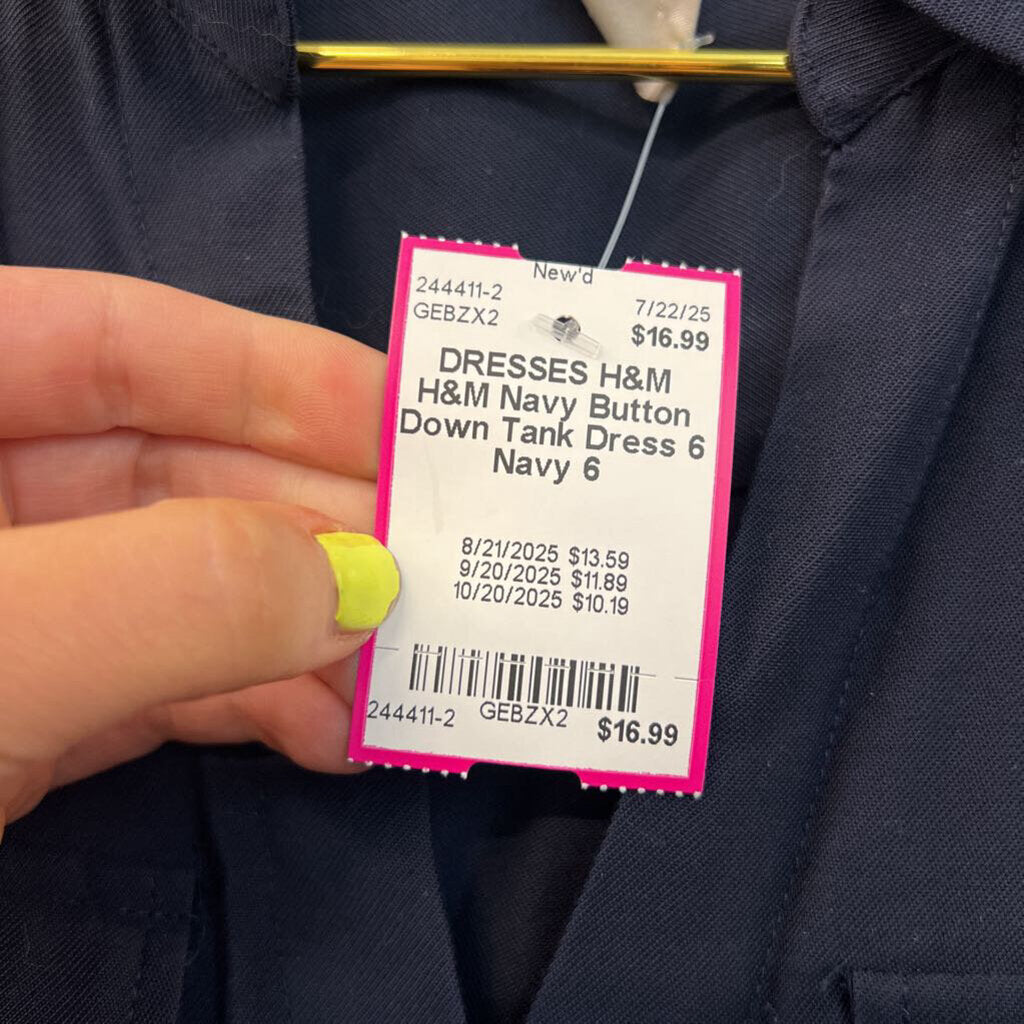 New'd
244411-2 7/22/25
GEBZX2 $16.99
DRESSES H&M
H&M Navy Button
Down Tank Dress 6
Navy 6
8/21/2025 $13.59
9/20/2025 $11.89
10/20/2025 $10.19
244411-2 GEBZX2 $16.99